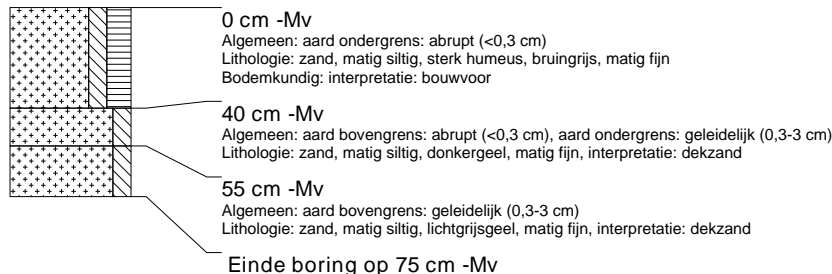 0 cm -Mv
Algemeen: aard ondergrens: abrupt (<0,3 cm)
Lithologie: zand, matig siltig, sterk humeus, bruingrijs, matig fijn
Bodemkundig: interpretatie: bouwvoor
40 cm -Mv
Algemeen: aard bovengrens: abrupt (<0,3 cm), aard ondergrens: geleidelijk (0,3-3 cm)
Lithologie: zand, matig siltig, donkergeel, matig fijn, interpretatie: dekzand
55 cm -Mv
Algemeen: aard bovengrens: geleidelijk (0,3-3 cm)
Lithologie: zand, matig siltig, lichtgrijsgeel, matig fijn, interpretatie: dekzand
Einde boring op 75 cm -Mv